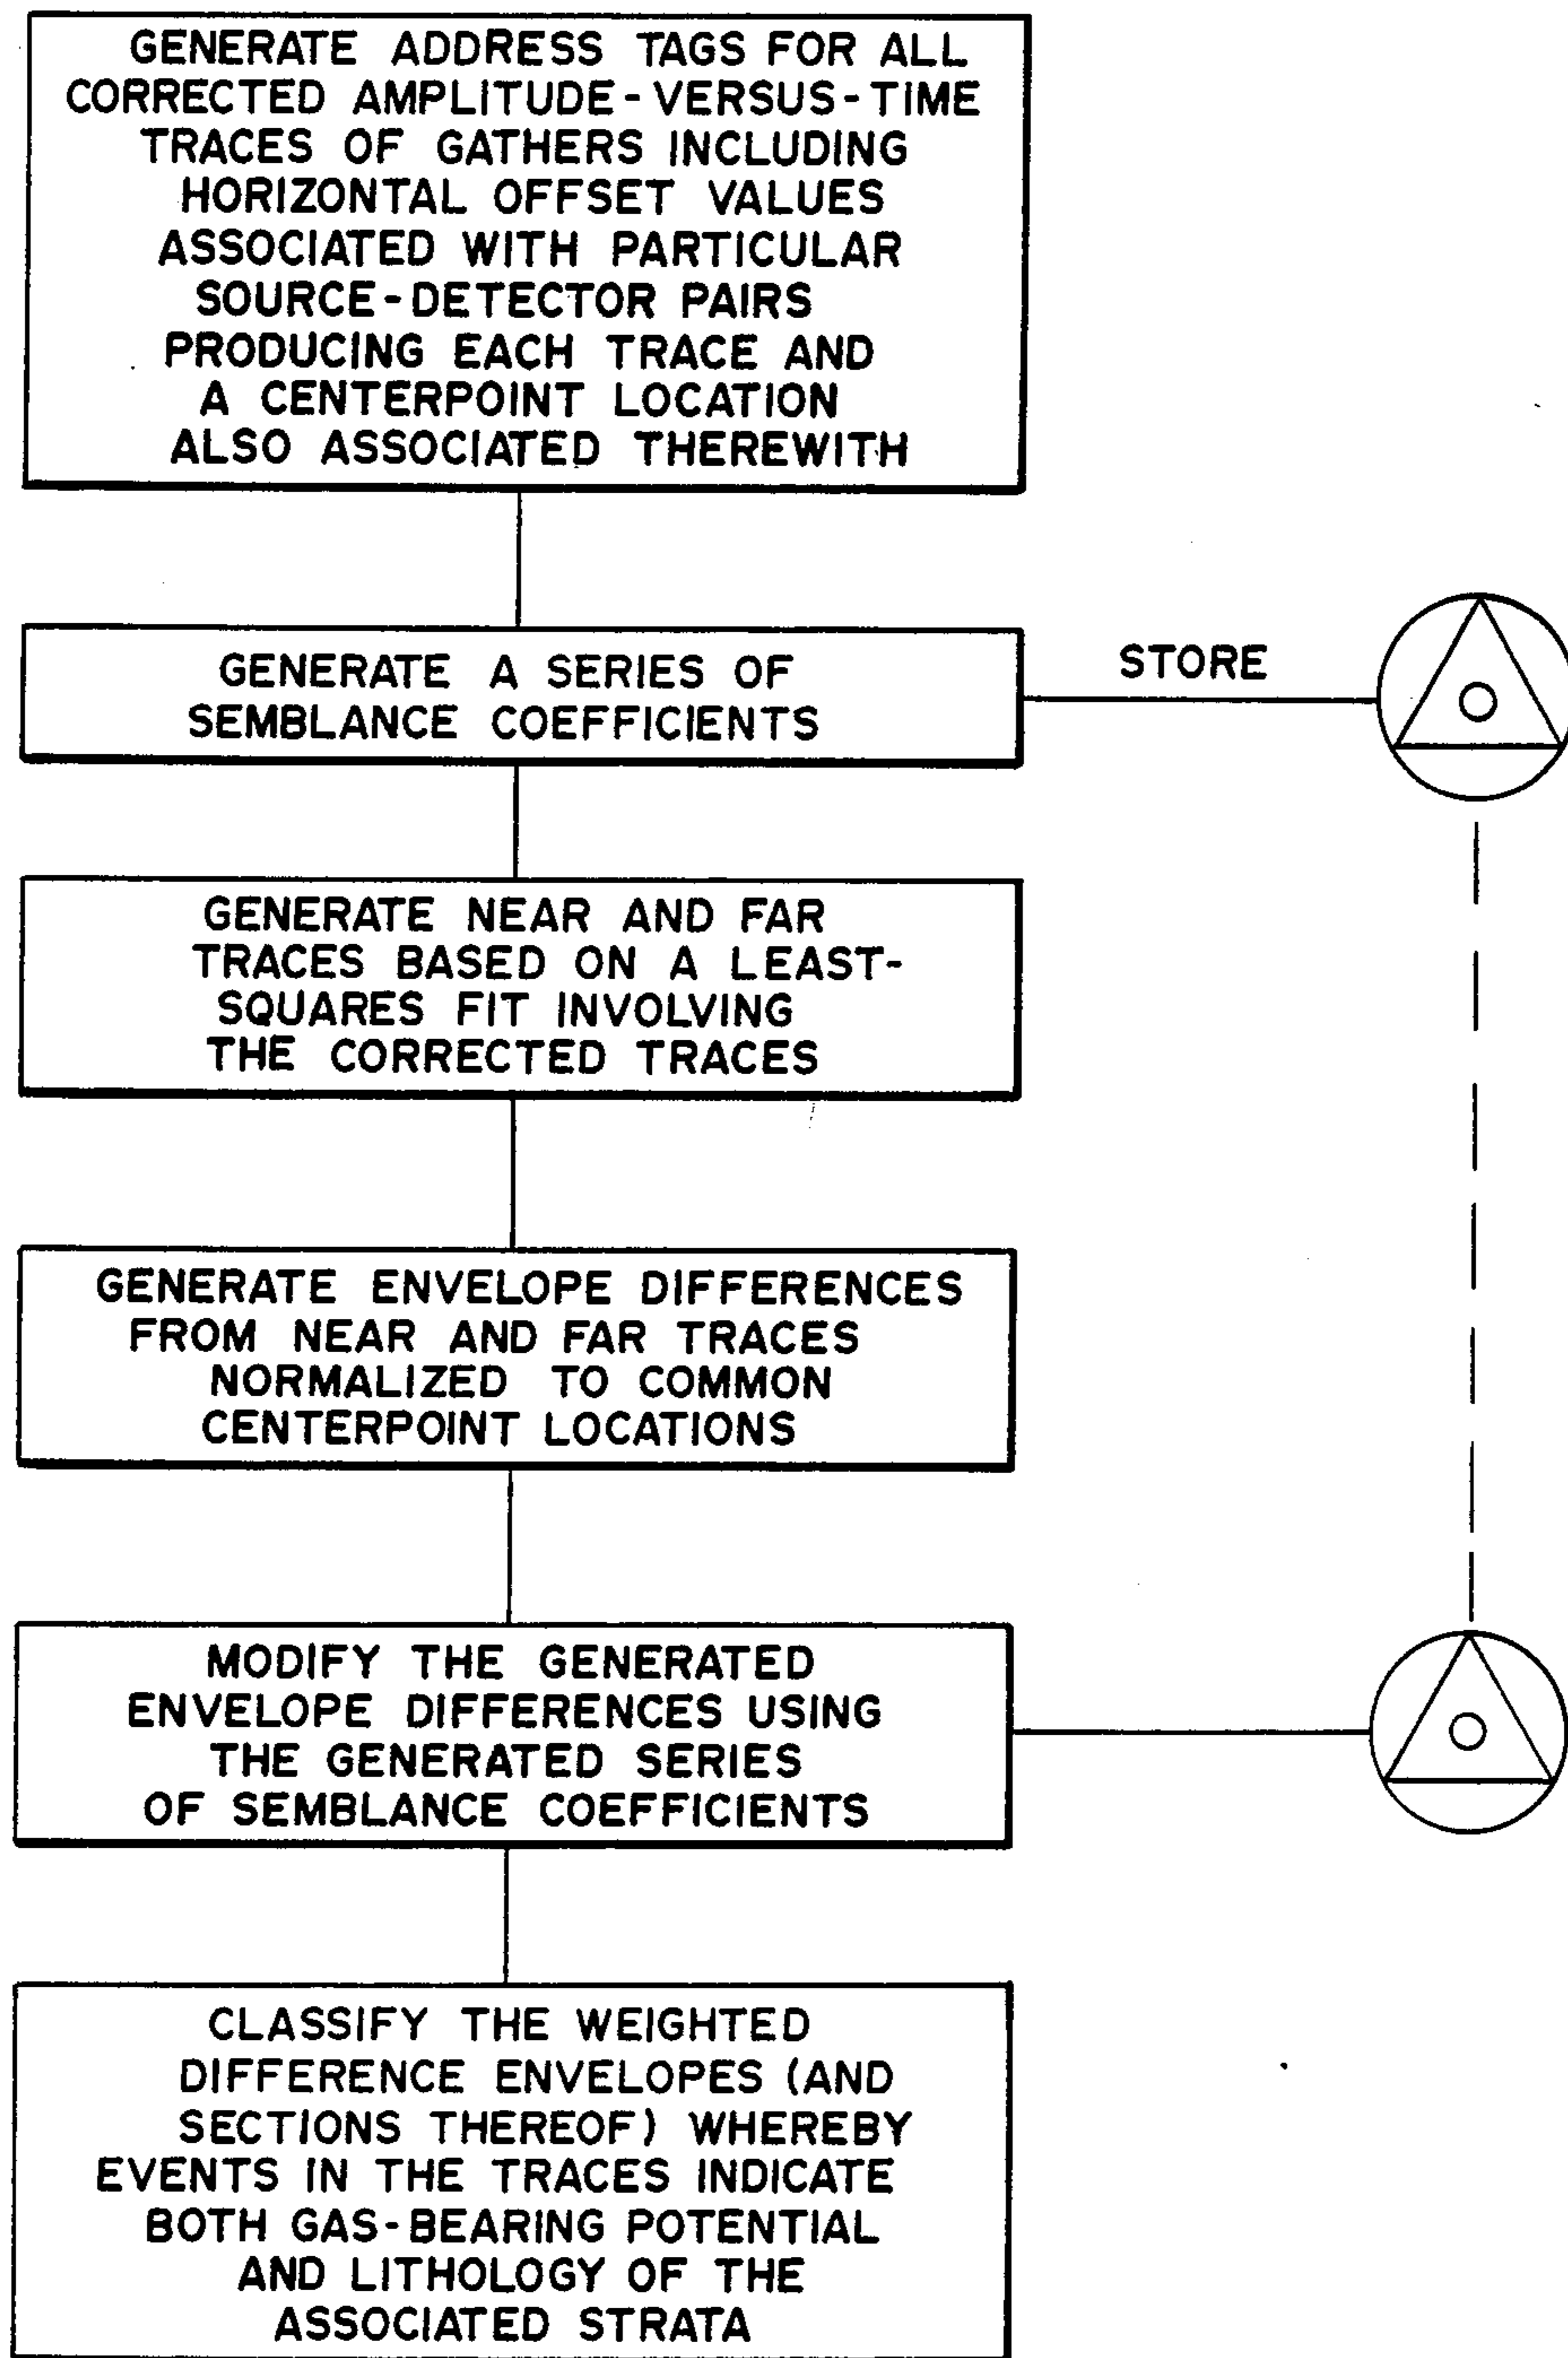 GENERATE ADDRESS TAGS FOR ALL
CORRECTED AMPLITUDE-VERSUS-TIME
TRACES OF GATHERS INCLUDING
HORIZONTAL OFFSET VALUES
ASSOCIATED WITH PARTICULAR
SOURCE-DETECTOR PAIRS
PRODUCING EACH TRACE AND
A CENTERPOINT LOCATION
ALSO ASSOCIATED THEREWITH
GENERATE A SERIES OF
SEMBLANCE COEFFICIENTS
STORE
GENERATE NEAR AND FAR
TRACES BASED ON A LEAST-
SQUARES FIT INVOLVING
THE CORRECTED TRACES
GENERATE ENVELOPE DIFFERENCES
FROM NEAR AND FAR TRACES
NORMALIZED TO COMMON
CENTERPOINT LOCATIONS
MODIFY THE GENERATED
ENVELOPE DIFFERENCES USING
THE GENERATED SERIES
OF SEMBLANCE COEFFICIENTS
CLASSIFY THE WEIGHTED
DIFFERENCE ENVELOPES (AND
SECTIONS THEREOF) WHEREBY
EVENTS IN THE TRACES INDICATE
BOTH GAS-BEARING POTENTIAL
AND LITHOLOGY OF THE
ASSOCIATED STRATA